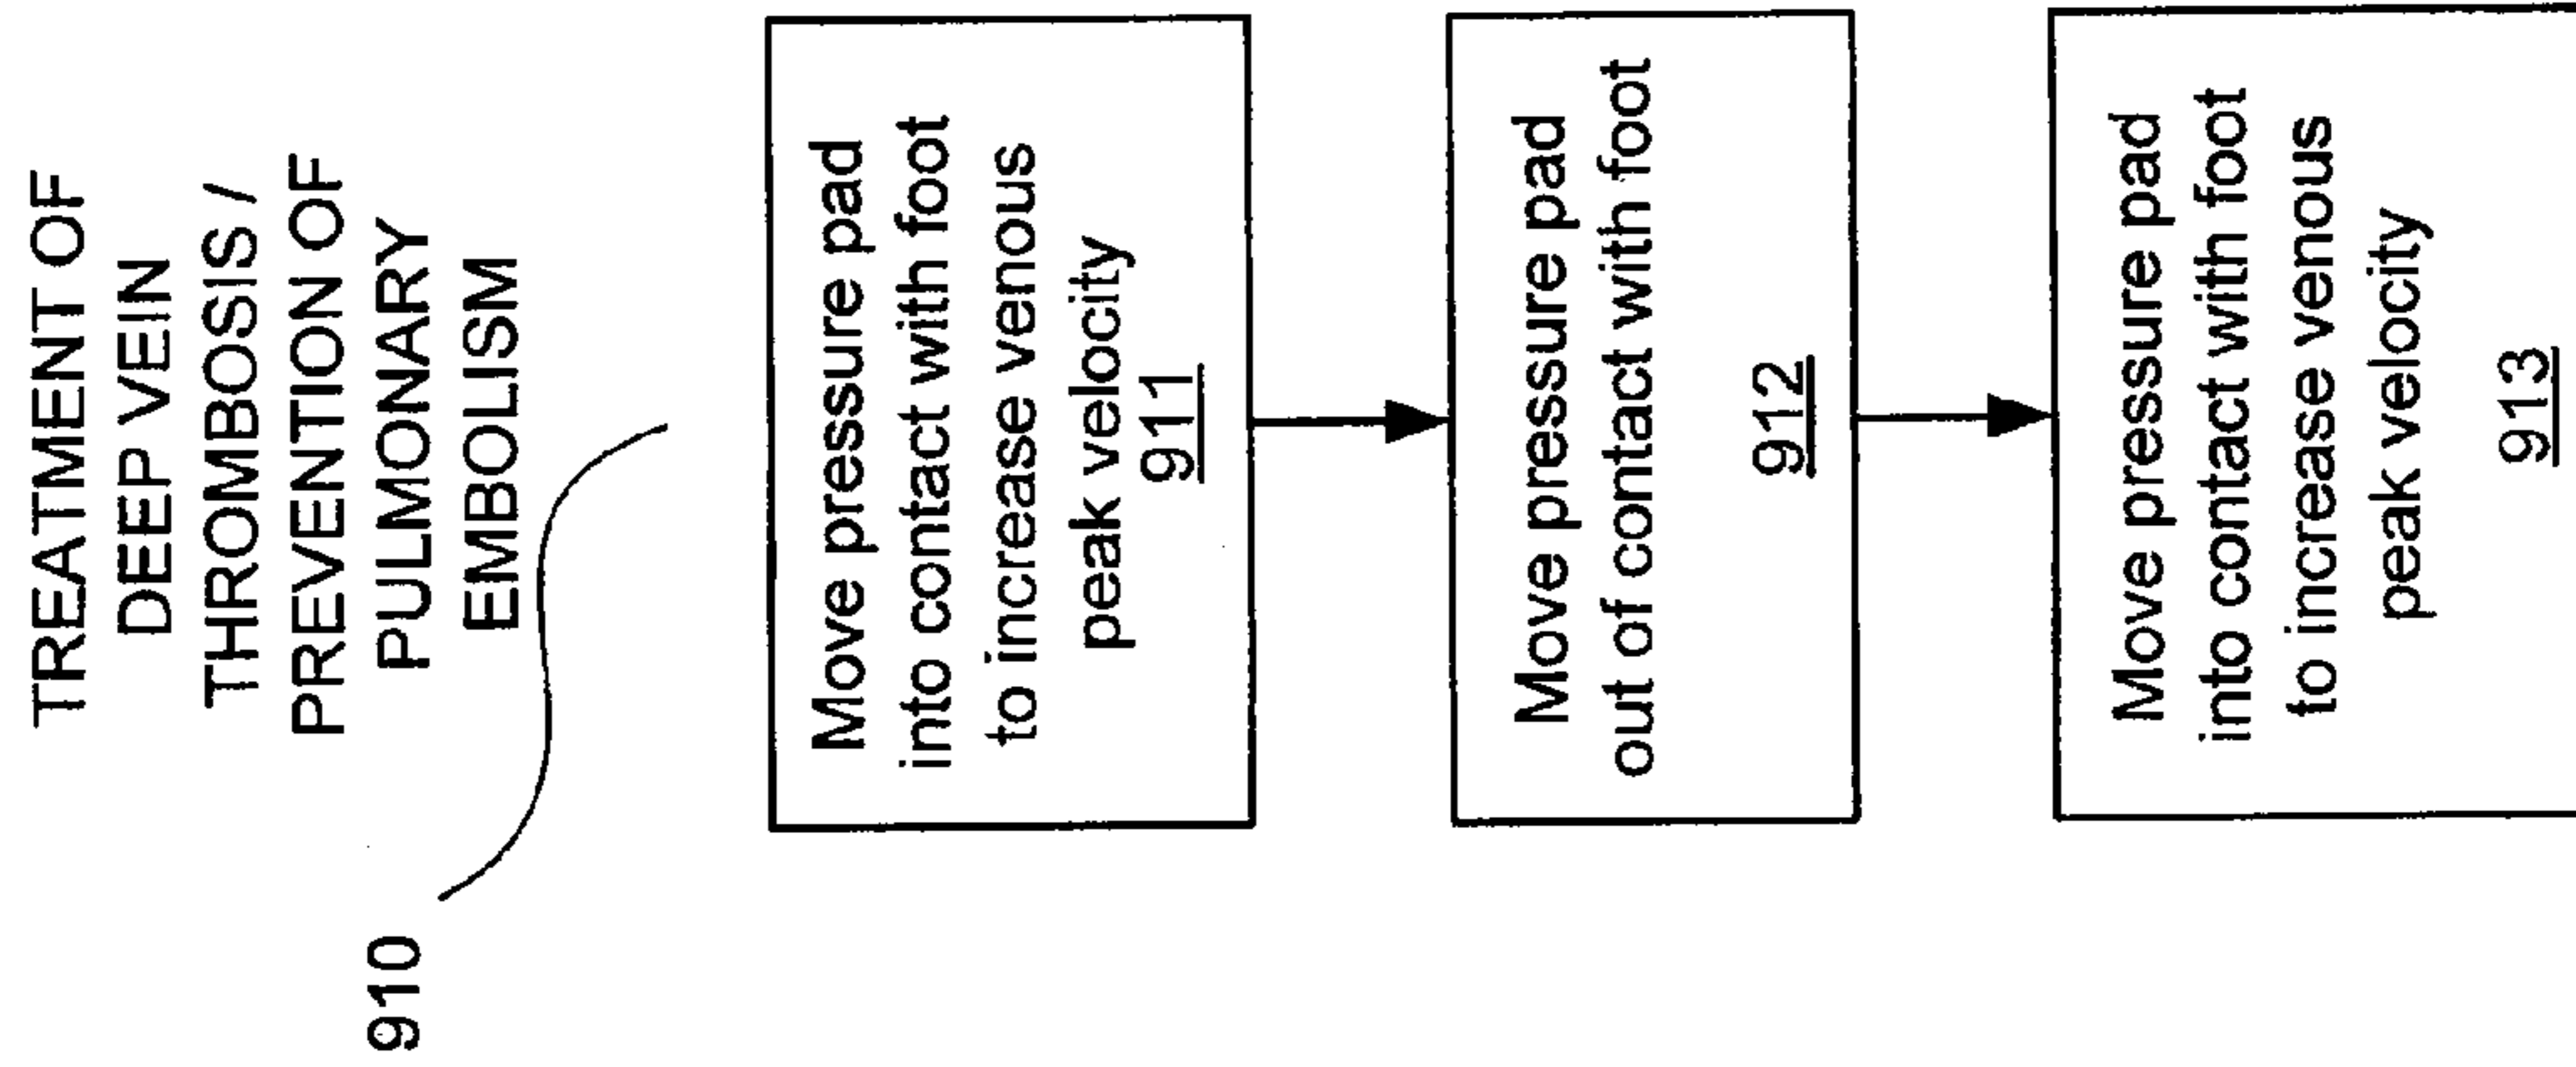 TREATMENT OF
DEEP VEIN
THROMBOSIS /
PREVENTION OF
PULMONARY
EMBOLISM
910
Move pressure pad
into contact with foot
to increase venous
peak velocity
911
Move pressure pad
out of contact with foot
912
Move pressure pad
into contact with foot
to increase venous
peak velocity
913